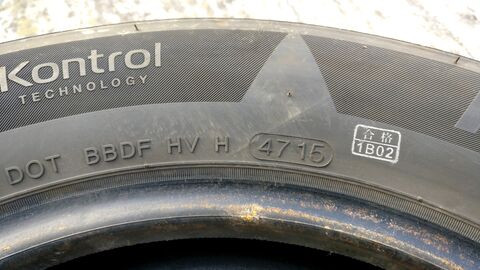 Kontrol
TECHNOLOGY
DOT BBDF HV H 4715
合格
1B02